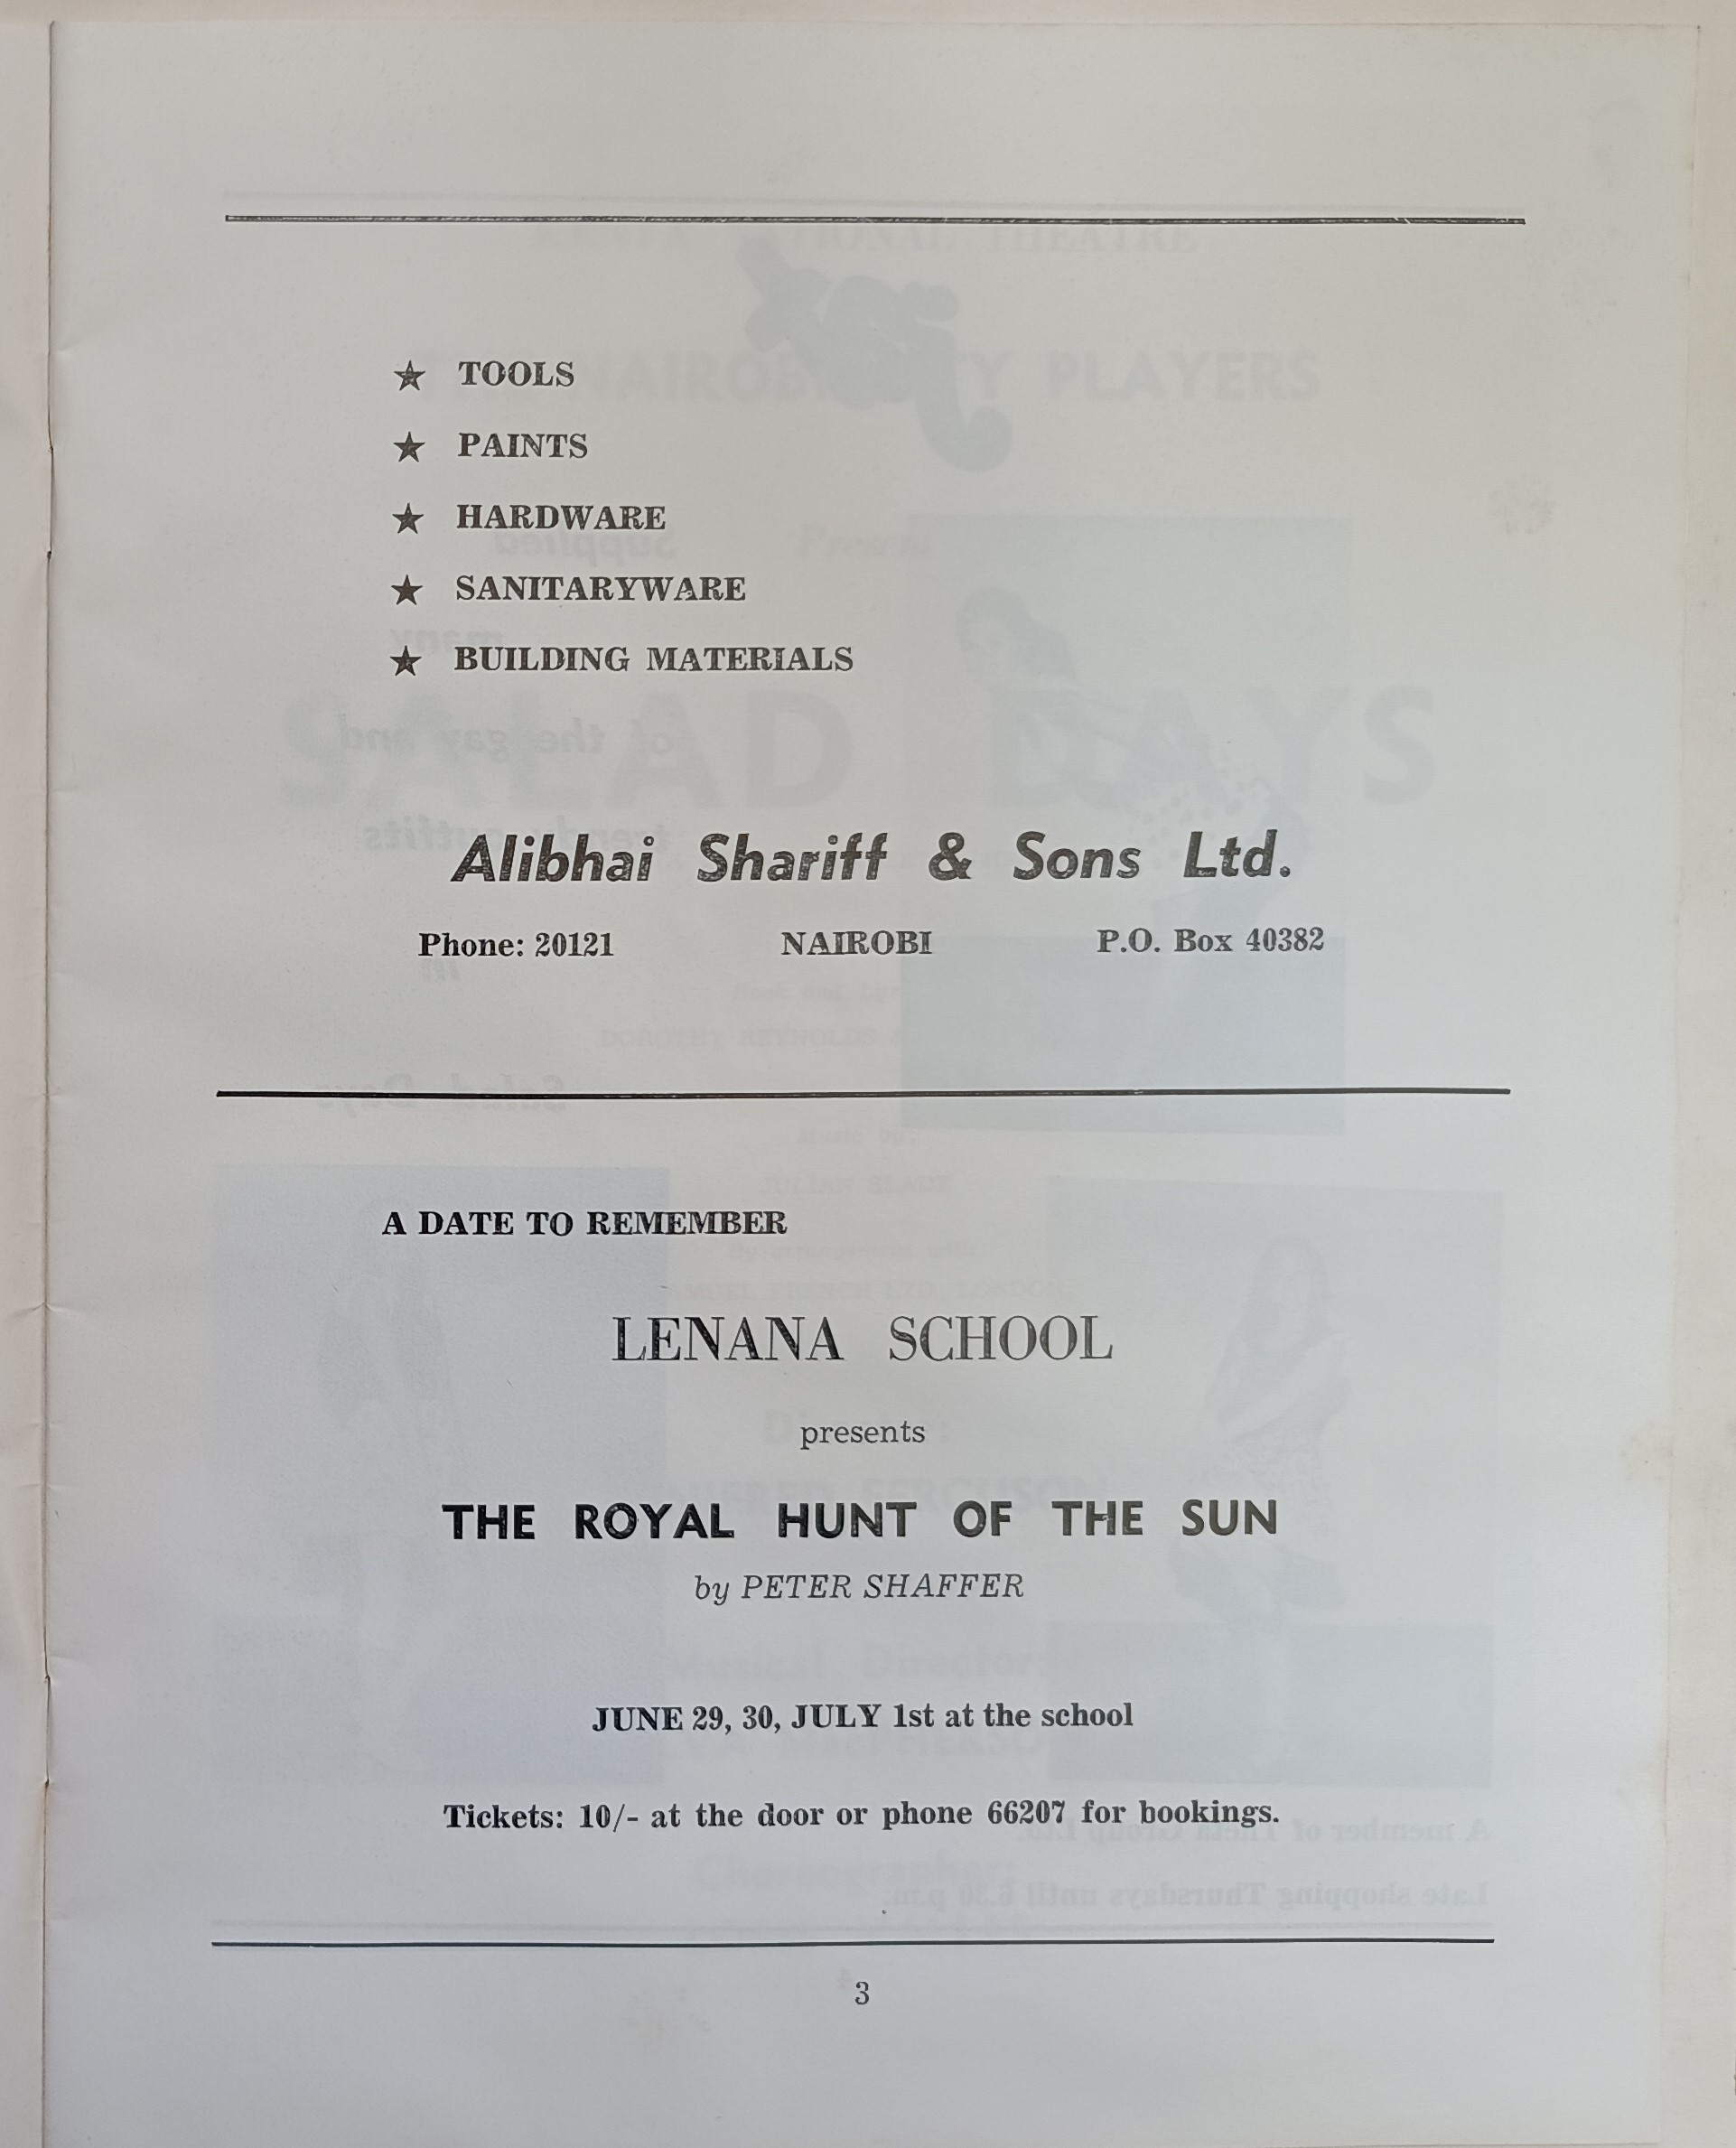 ★ TOOLS
★ PAINTS
★ HARDWARE
★ SANITARYWARE
★ BUILDING MATERIALS
Alibhai Shariff & Sons Ltd.
Phone: 20121 NAIROBI P.O. Box 40382
A DATE TO REMEMBER
LENANA SCHOOL
presents
THE ROYAL HUNT OF THE SUN
by PETER SHAFFER
JUNE 29, 30, JULY 1st at the school
Tickets: 10/- at the door or phone 66207 for bookings.
3